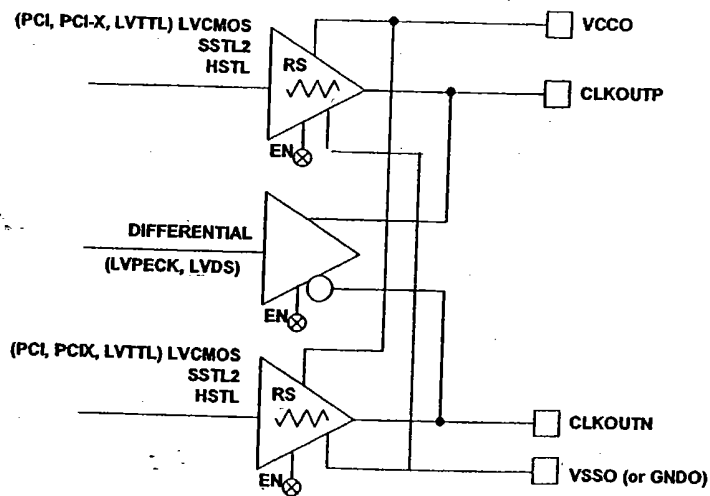 (PCI, PCI-X, LVTTL) LVCMOS
SSTL2
HSTL
RS
EN
VCCO
CLKOUTP
DIFFERENTIAL
(LVPECK, LVDS)
EN
(PCI, PCIX, LVTTL) LVCMOS
SSTL2
HSTL
RS
EN
CLKOUTN
VSSO (or GNDO)